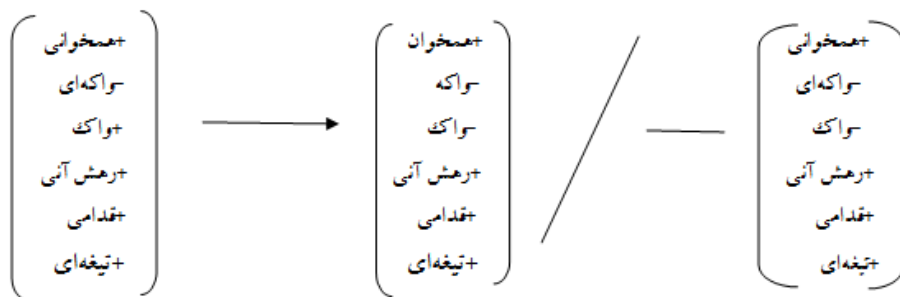 +همخوانی
-واکه‌ای
+واک
+رهش آنی
+قدامی
+تیغه‌ای
+همخوان
-واکه
-واک
+رهش آنی
+قدامی
+تیغه‌ای
+همخوانی
-واکه‌ای
-واک
+رهش آنی
+قدامی
+تیغه‌ای